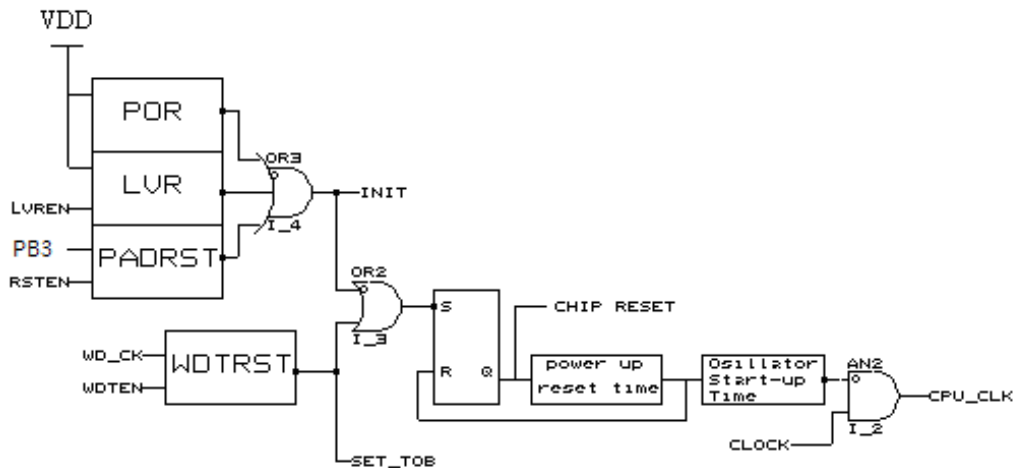 VDD
POR
OR3
LVR
INIT
LVREN
I_4
PB3
PADRST
RSTEN
OR2
S
CHIP RESET
I_3
WD_CK
WDTRST
WDTEN
R
Q
power up
reset time
Osillator
Start-up
Time
AN2
CPU_CLK
I_2
CLOCK
SET_TOB